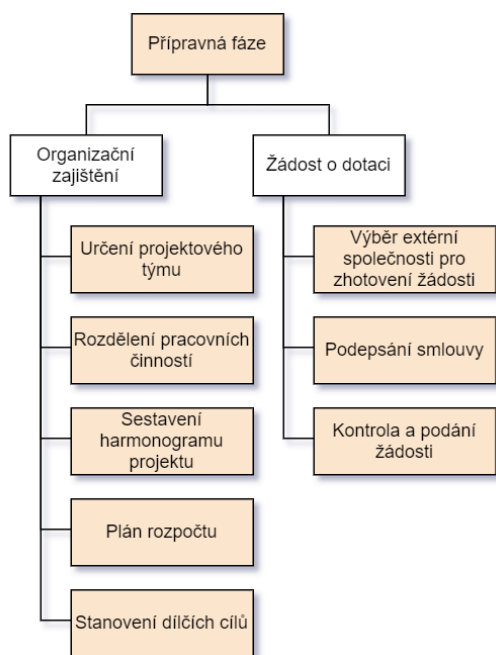 Přípravná fáze
Organizační
zajištění
Žádost o dotaci
Určení projektového
týmu
Rozdělení pracovních
činností
Sestavení
harmonogramu
projektu
Plán rozpočtu
Stanovení dílčích cílů
Výběr extérní
společnosti pro
zhotovení žádosti
Podepsání smlouvy
Kontrola a podání
žádosti